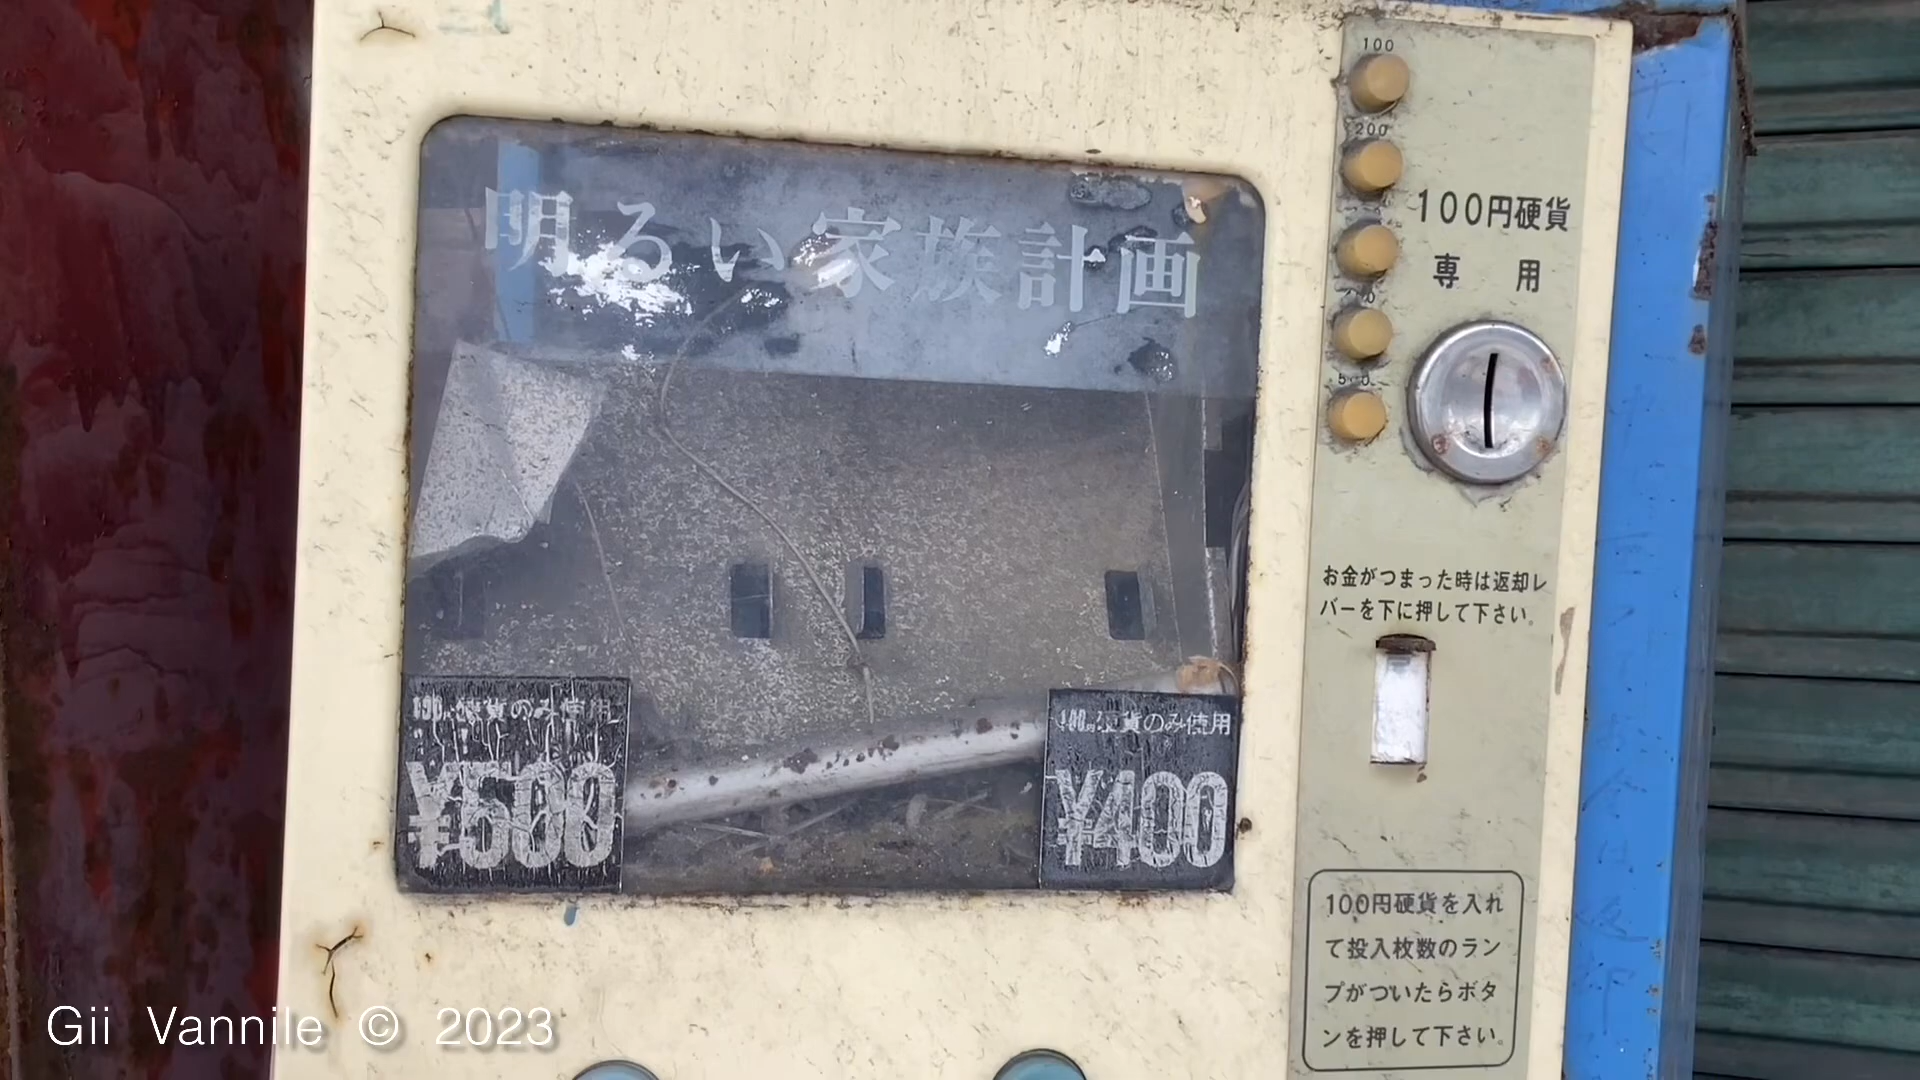 明るい家族計画
100
200
500
100円硬貨
専用
お金がつまった時は返却レ
バーを下に押して下さい。
100円硬貨のみ使用
¥500
100円硬貨のみ使用
¥400
100円硬貨を入れ
て投入枚数のラン
プがついたらボタ
ンを押して下さい。
Gii Vannile © 2023